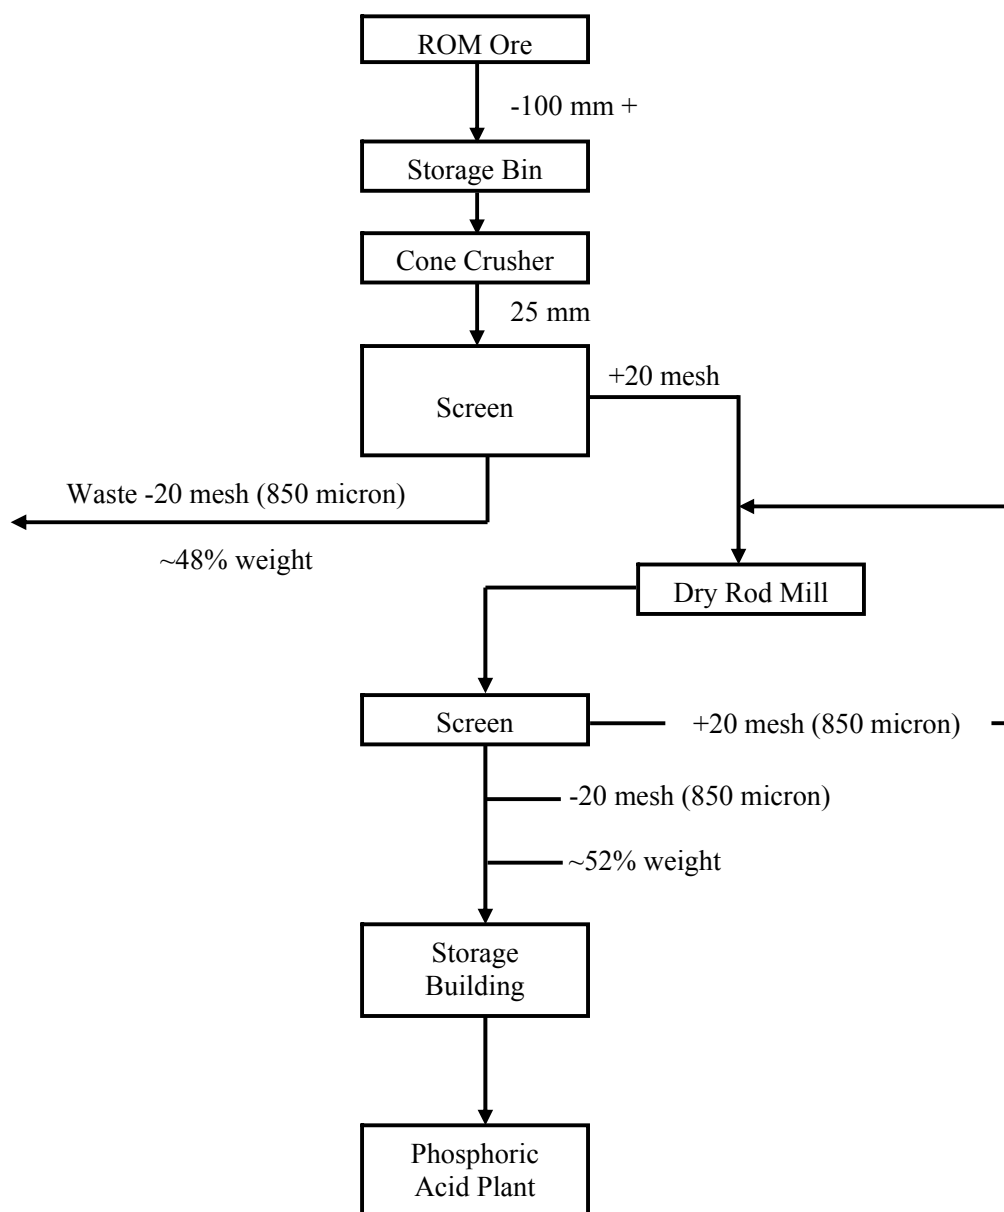 ROM Ore
-100 mm +
Storage Bin
Cone Crusher
25 mm
+20 mesh
Screen
Waste -20 mesh (850 micron)
~48% weight
Dry Rod Mill
Screen
+20 mesh (850 micron)
-20 mesh (850 micron)
~52% weight
Storage
Building
Phosphoric
Acid Plant